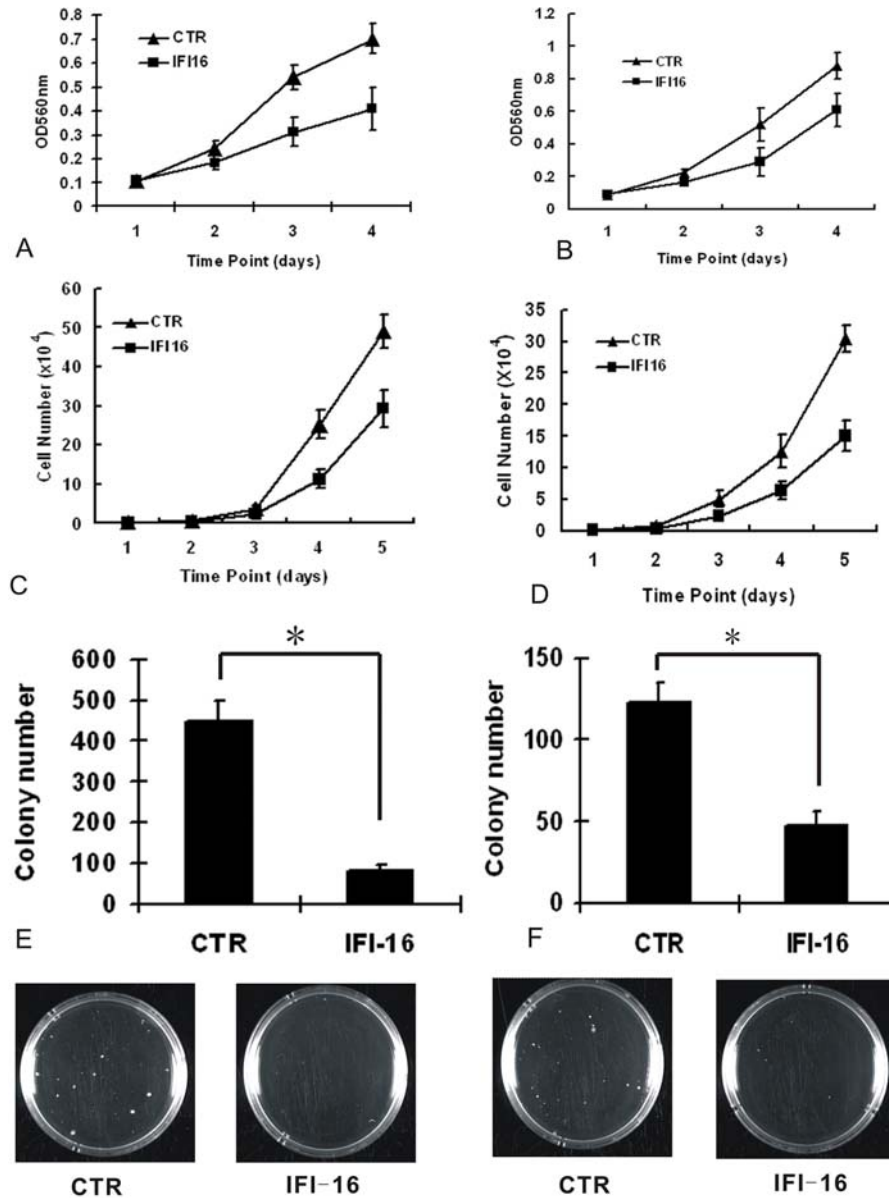 0.8
0.7
0.6
0.5
0.4
0.3
0.2
0.1
0
OD560nm
CTR
IFI16
1 2 3 4
Time Point (days)
A
1.2
1
0.8
0.6
0.4
0.2
0
OD560nm
CTR
IFI16
1 2 3 4
Time Point (days)
B
60
50
40
30
20
10
0
Cell Number (x10⁴)
CTR
IFI16
1 2 3 4 5
Time Point (days)
C
35
30
25
20
15
10
5
0
Cell Number (X10⁴)
CTR
IFI16
1 2 3 4 5
Time Point (days)
D
600
500
400
300
200
100
0
Colony number
*
CTR IFI-16
E
150
100
50
0
Colony number
*
CTR IFI-16
F
CTR IFI-16
CTR IFI-16